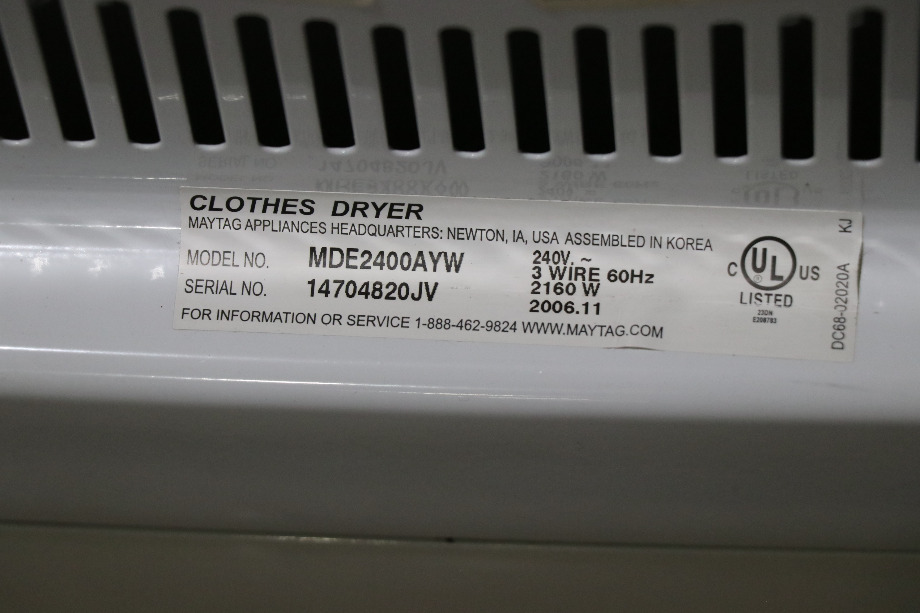 CLOTHES DRYER
MAYTAG APPLIANCES HEADQUARTERS: NEWTON, IA, USA ASSEMBLED IN KOREA
MODEL NO. MDE2400AYW
SERIAL NO. 14704820JV
240V. ~
3 WIRE 60Hz
2160 W
2006.11
FOR INFORMATION OR SERVICE 1-888-462-9824 WWW.MAYTAG.COM
C UL US
®
LISTED
22DN
E208783
DC68-02020A KJ